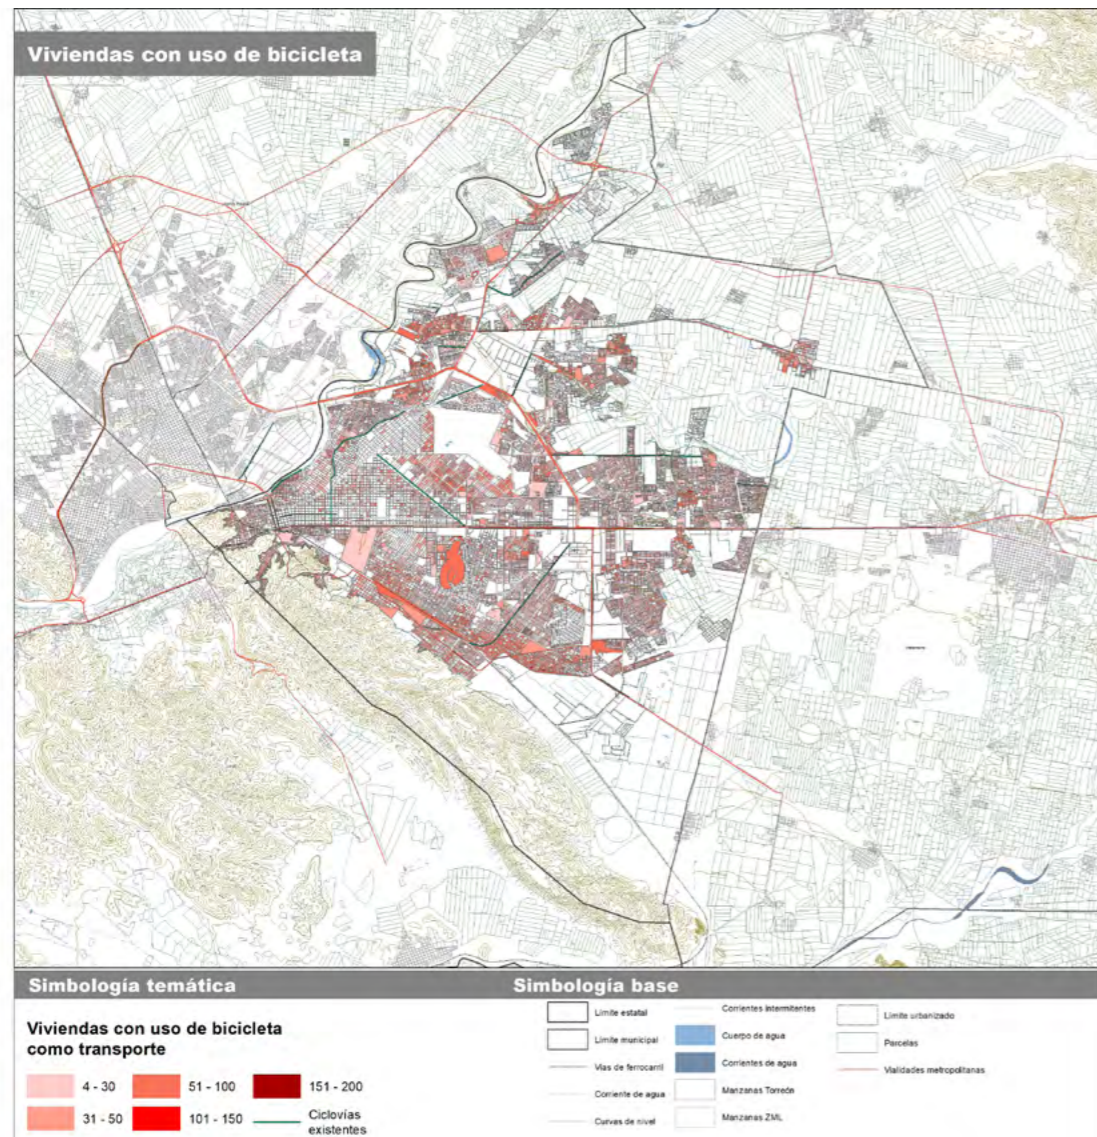 Viviendas con uso de bicicleta
Simbología temática
Viviendas con uso de bicicleta
como transporte
4 - 30
51 - 100
151 - 200
31 - 50
101 - 150
Ciclovías
existentes
Simbología base
Límite estatal
Límite municipal
Vías de ferrocarril
Corriente de agua
Curvas de nivel
Corrientes Intermitentes
Cuerpo de agua
Corrientes de agua
Manzanas Torreón
Manzanas ZML
Límite urbanizado
Parcelas
Vialidades metropolitanas